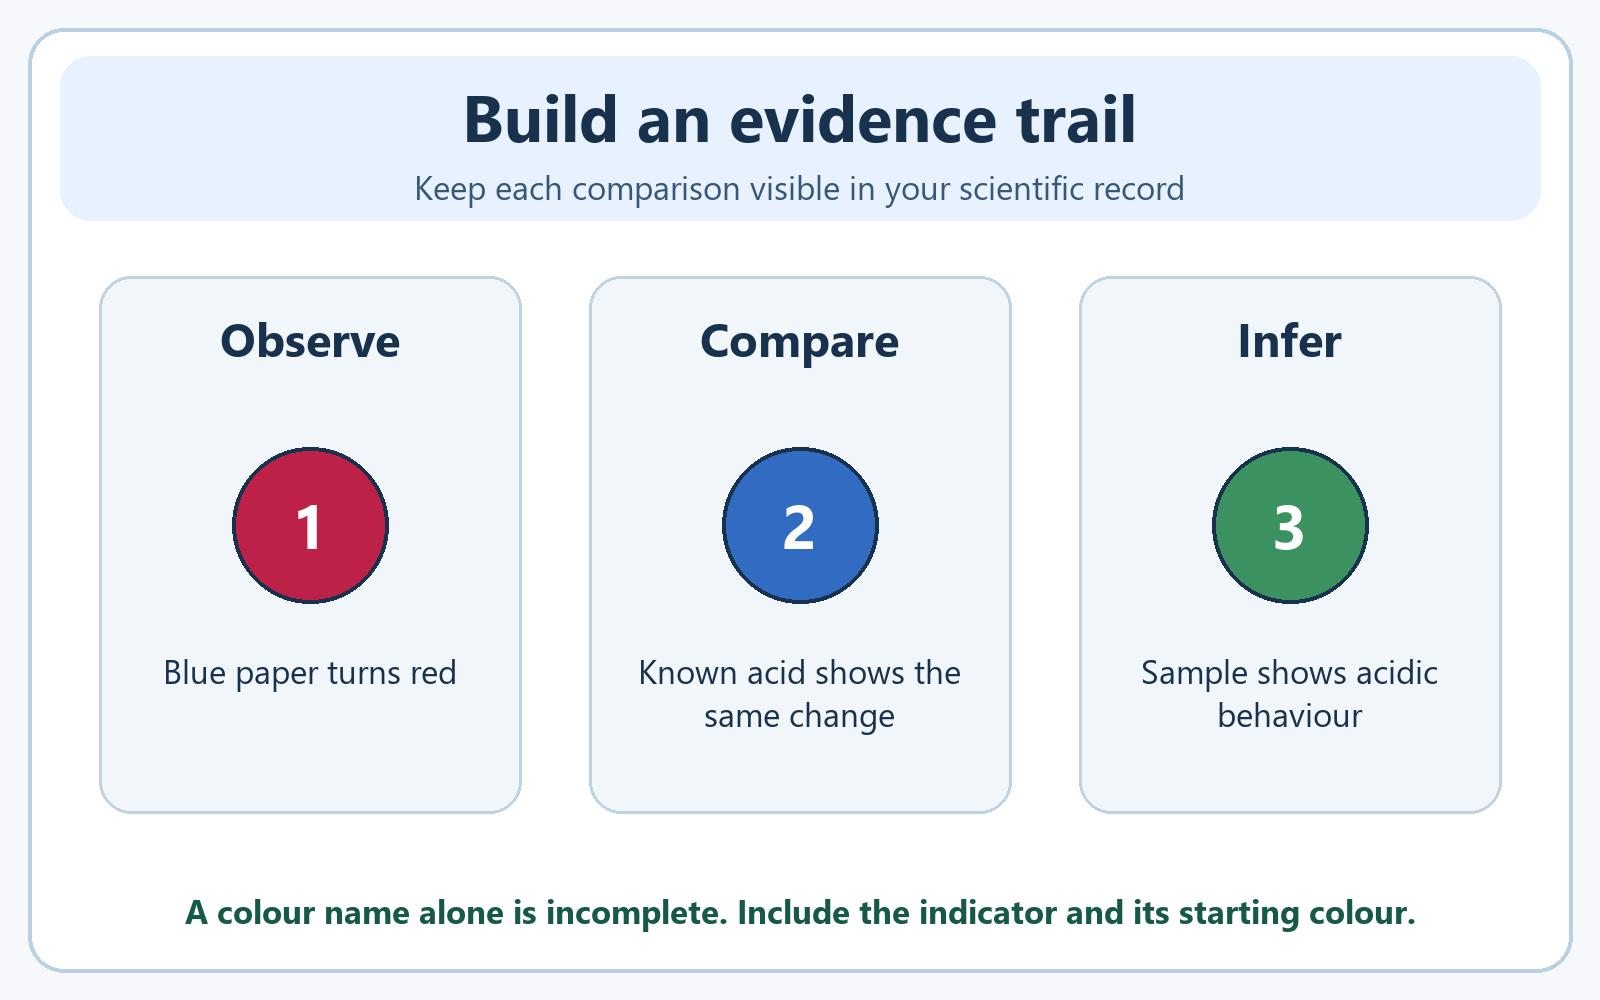 Build an evidence trail
Keep each comparison visible in your scientific record
Observe
1
Blue paper turns red
Compare
2
Known acid shows the
same change
Infer
3
Sample shows acidic
behaviour
A colour name alone is incomplete. Include the indicator and its starting colour.